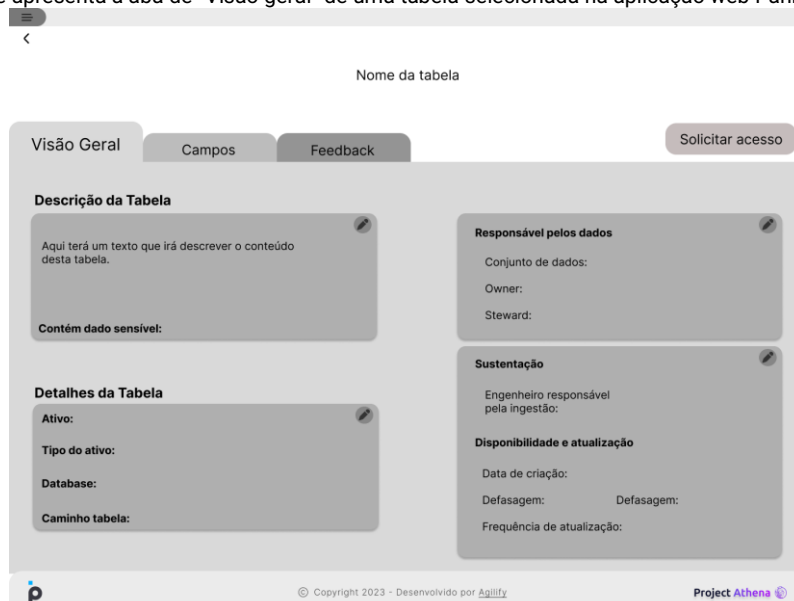 Nome da tabela
Visão Geral
Campos
Feedback
Solicitar acesso
Descrição da Tabela
Aqui terá um texto que irá descrever o conteúdo
desta tabela.
Contém dado sensível:
Responsável pelos dados
Conjunto de dados:
Owner:
Steward:
Detalhes da Tabela
Ativo:
Tipo do ativo:
Database:
Caminho tabela:
Sustentação
Engenheiro responsável
pela ingestão:
Disponibilidade e atualização
Data de criação:
Defasagem: Defasagem:
Frequência de atualização:
© Copyright 2023 - Desenvolvido por Agilify
Project Athena